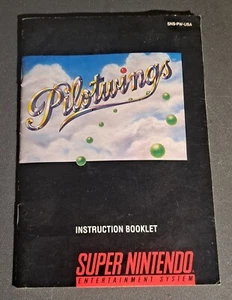 SNS-PW-USA
Pilotwings
INSTRUCTION BOOKLET
SUPER NINTENDO
ENTERTAINMENT SYSTEM